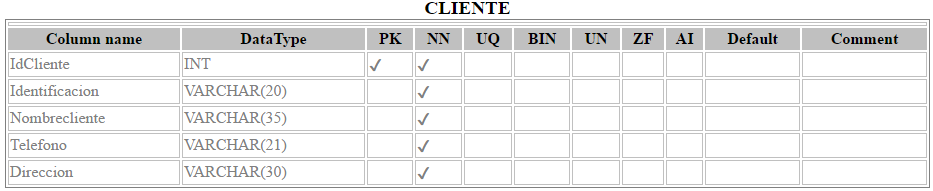 CLIENTE
Column name DataType PK NN UQ BIN UN ZF AI Default Comment
IdCliente INT ✓ ✓
Identificacion VARCHAR(20) ✓
Nombrecliente VARCHAR(35) ✓
Telefono VARCHAR(21) ✓
Direccion VARCHAR(30) ✓